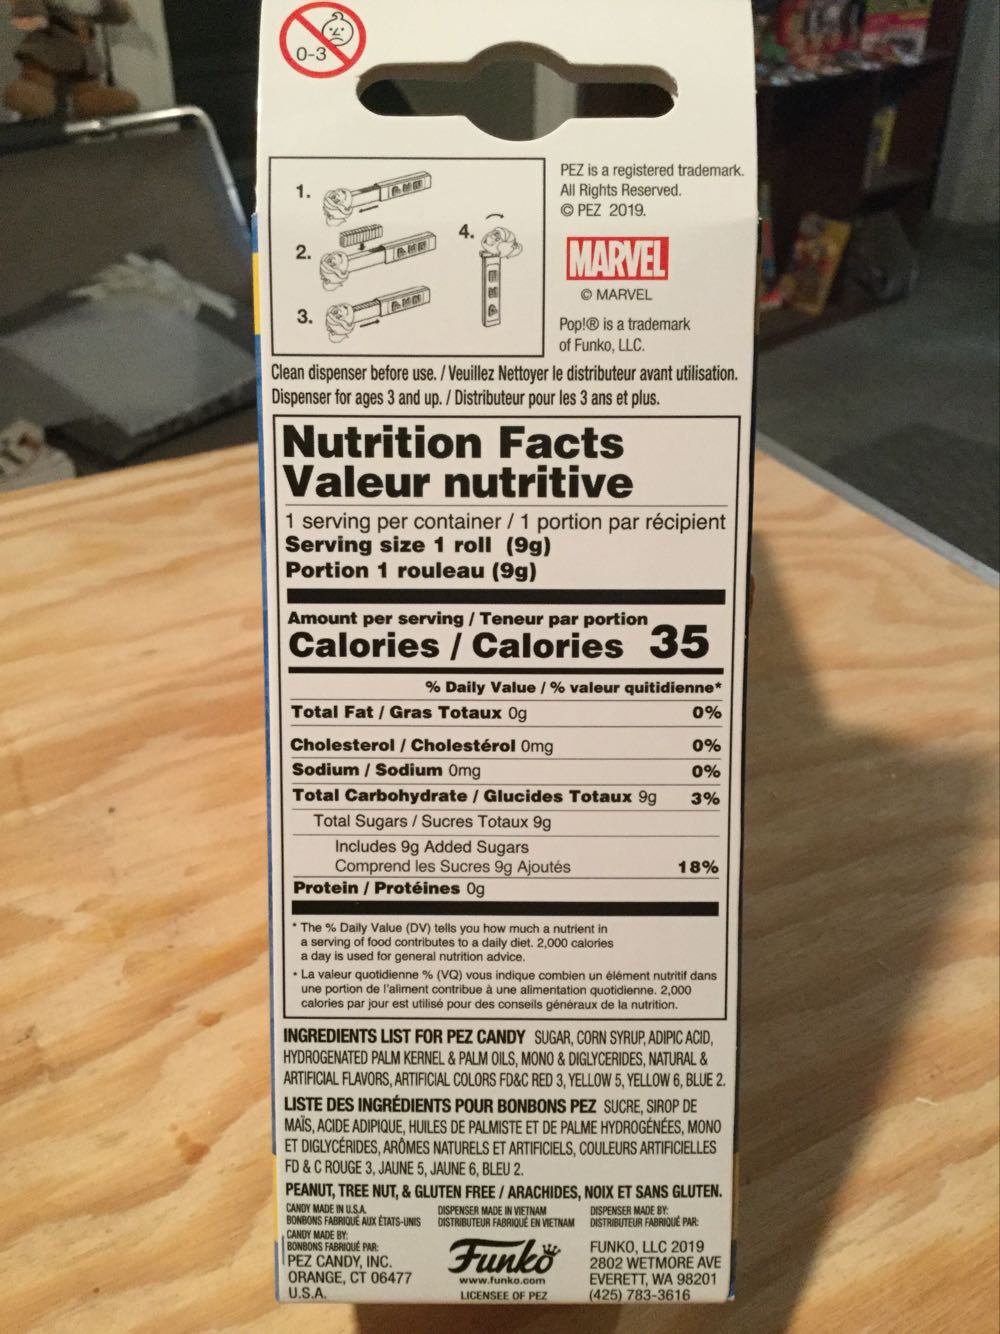 0-3
1.
2.
3.
4.
PEZ is a registered trademark.
All Rights Reserved.
© PEZ 2019.
MARVEL
© MARVEL
Pop!® is a trademark
of Funko, LLC.
Clean dispenser before use. / Veuillez Nettoyer le distributeur avant utilisation.
Dispenser for ages 3 and up. / Distributeur pour les 3 ans et plus.
Nutrition Facts
Valeur nutritive
1 serving per container / 1 portion par récipient
Serving size 1 roll (9g)
Portion 1 rouleau (9g)
Amount per serving / Teneur par portion
Calories / Calories 35
% Daily Value / % valeur quitidienne*
Total Fat / Gras Totaux 0g 0%
Cholesterol / Cholestérol 0mg 0%
Sodium / Sodium 0mg 0%
Total Carbohydrate / Glucides Totaux 9g 3%
Total Sugars / Sucres Totaux 9g
Includes 9g Added Sugars
Comprend les Sucres 9g Ajoutés 18%
Protein / Protéines 0g
* The % Daily Value (DV) tells you how much a nutrient in
a serving of food contributes to a daily diet. 2,000 calories
a day is used for general nutrition advice.
* La valeur quotidienne % (VQ) vous indique combien un élément nutritif dans
une portion de l'aliment contribue à une alimentation quotidienne. 2,000
calories par jour est utilisé pour des conseils généraux de la nutrition.
INGREDIENTS LIST FOR PEZ CANDY SUGAR, CORN SYRUP, ADIPIC ACID,
HYDROGENATED PALM KERNEL & PALM OILS, MONO & DIGLYCERIDES, NATURAL &
ARTIFICIAL FLAVORS, ARTIFICIAL COLORS FD&C RED 3, YELLOW 5, YELLOW 6, BLUE 2.
LISTE DES INGRÉDIENTS POUR BONBONS PEZ SUCRE, SIROP DE
MAÏS, ACIDE ADIPIQUE, HUILES DE PALMISTE ET DE PALME HYDROGÉNÉES, MONO
ET DIGLYCÉRIDES, ARÔMES NATURELS ET ARTIFICIELS, COULEURS ARTIFICIELLES
FD & C ROUGE 3, JAUNE 5, JAUNE 6, BLEU 2.
PEANUT, TREE NUT, & GLUTEN FREE / ARACHIDES, NOIX ET SANS GLUTEN.
CANDY MADE IN U.S.A.
BONBONS FABRIQUÉ AUX ÉTATS-UNIS
CANDY MADE BY:
BONBONS FABRIQUÉ PAR:
PEZ CANDY, INC.
ORANGE, CT 06477
U.S.A.
DISPENSER MADE IN VIETNAM
DISTRIBUTEUR FABRIQUÉ EN VIETNAM
Funko
www.funko.com
LICENSEE OF PEZ
DISPENSER MADE BY:
DISTRIBUTEUR FABRIQUÉ PAR:
FUNKO, LLC 2019
2802 WETMORE AVE
EVERETT, WA 98201
(425) 783-3616